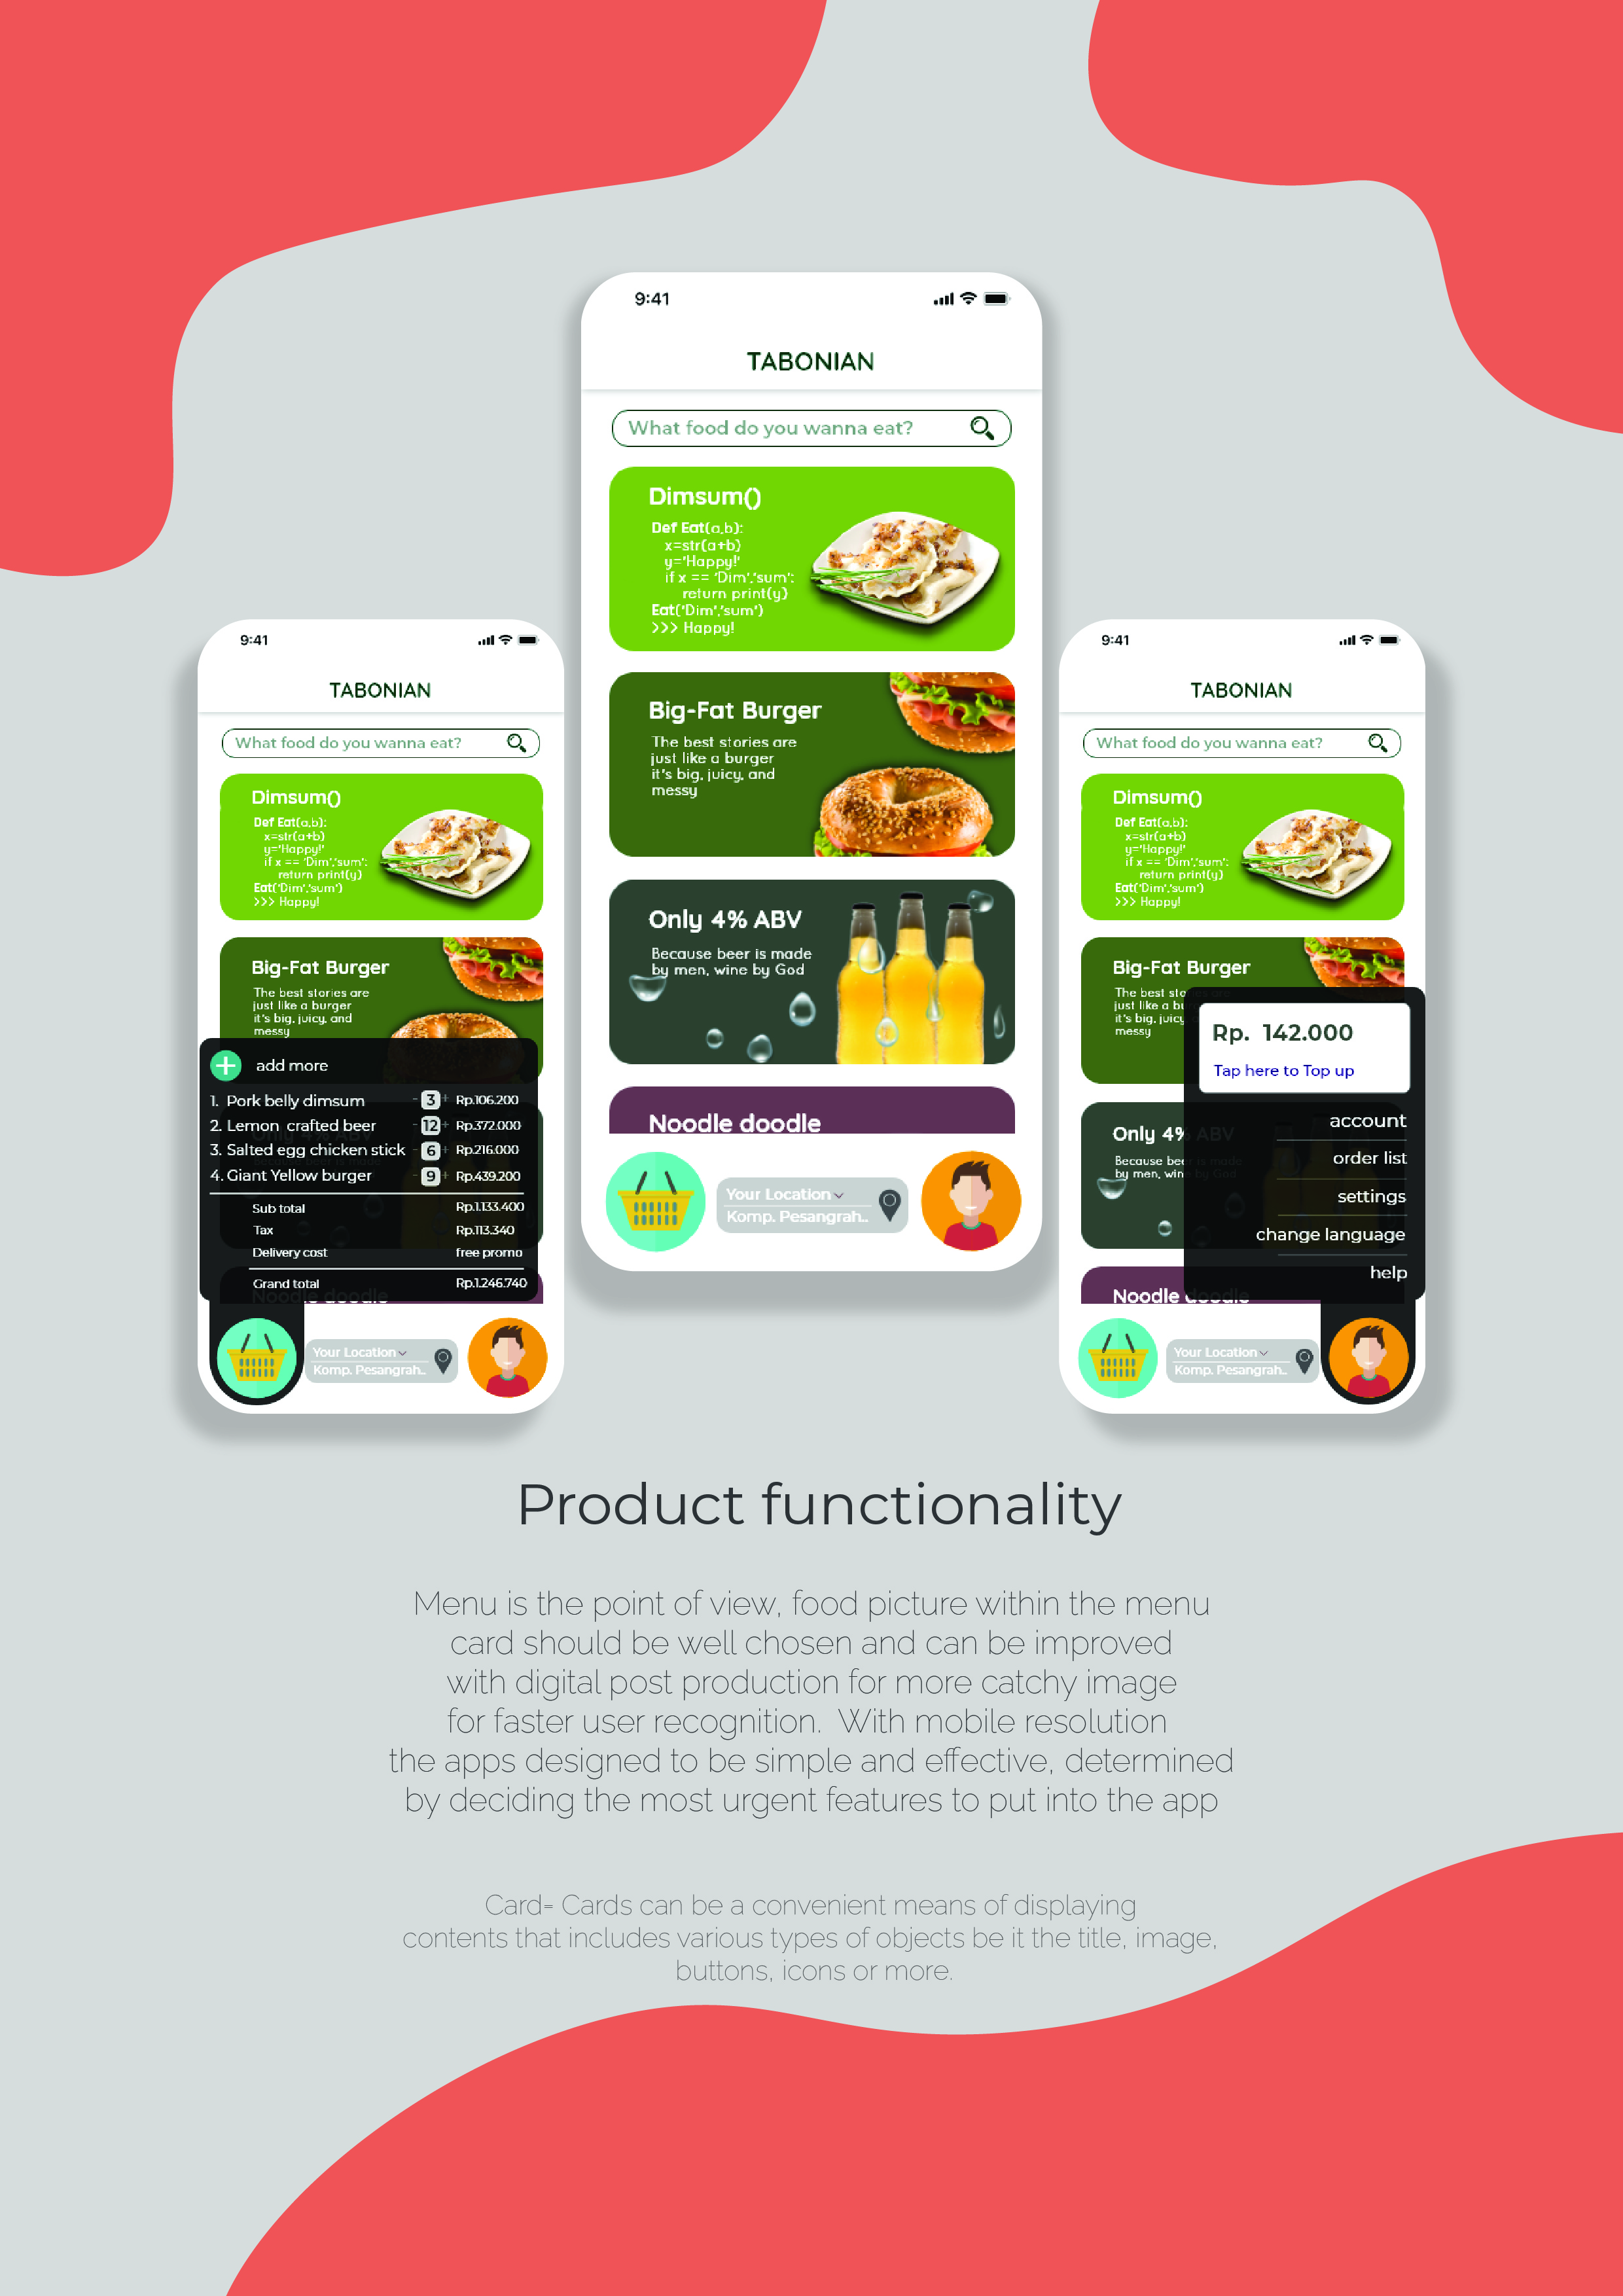 9:41
TABONIAN
What food do you wanna eat?
Dimsum()
Def Eat(a,b):
x=str(a+b)
y='Happy!'
if x == 'Dim','sum':
return print(y)
Eat('Dim','sum')
>>> Happy!
Big-Fat Burger
The best stories are
just like a burger
it's big, juicy, and
messy
Only 4% ABV
Because beer is made
by men, wine by God
Noodle doodle
Your Location
Komp. Pesangrah..
9:41
TABONIAN
What food do you wanna eat?
Dimsum()
Def Eat(a,b):
x=str(a+b)
y='Happy!'
if x == 'Dim','sum':
return print(y)
Eat('Dim','sum')
>>> Happy!
Big-Fat Burger
The best stories are
just like a burger
it's big, juicy, and
messy
+ add more
1. Pork belly dimsum - 3 + Rp.106.200
2. Lemon crafted beer - 12 + Rp.372.000
3. Salted egg chicken stick - 6 + Rp.216.000
4. Giant Yellow burger - 9 + Rp.439.200
Sub total Rp.1.133.400
Tax Rp.113.340
Delivery cost free promo
Grand total Rp.1.246.740
Noodle doodle
Your Location
Komp. Pesangrah..
9:41
TABONIAN
What food do you wanna eat?
Dimsum()
Def Eat(a,b):
x=str(a+b)
y='Happy!'
if x == 'Dim','sum':
return print(y)
Eat('Dim','sum')
>>> Happy!
Big-Fat Burger
The best sto
just like a bu
it's big, juicy
messy
Rp. 142.000
Tap here to Top up
account
order list
settings
change language
help
Only 4% ABV
Because beer is made
by men, wine by God
Noodle doodle
Your Location
Komp. Pesangrah..
Product functionality
Menu is the point of view, food picture within the menu
card should be well chosen and can be improved
with digital post production for more catchy image
for faster user recognition. With mobile resolution
the apps designed to be simple and effective, determined
by deciding the most urgent features to put into the app
Card= Cards can be a convenient means of displaying
contents that includes various types of objects be it the title, image,
buttons, icons or more.